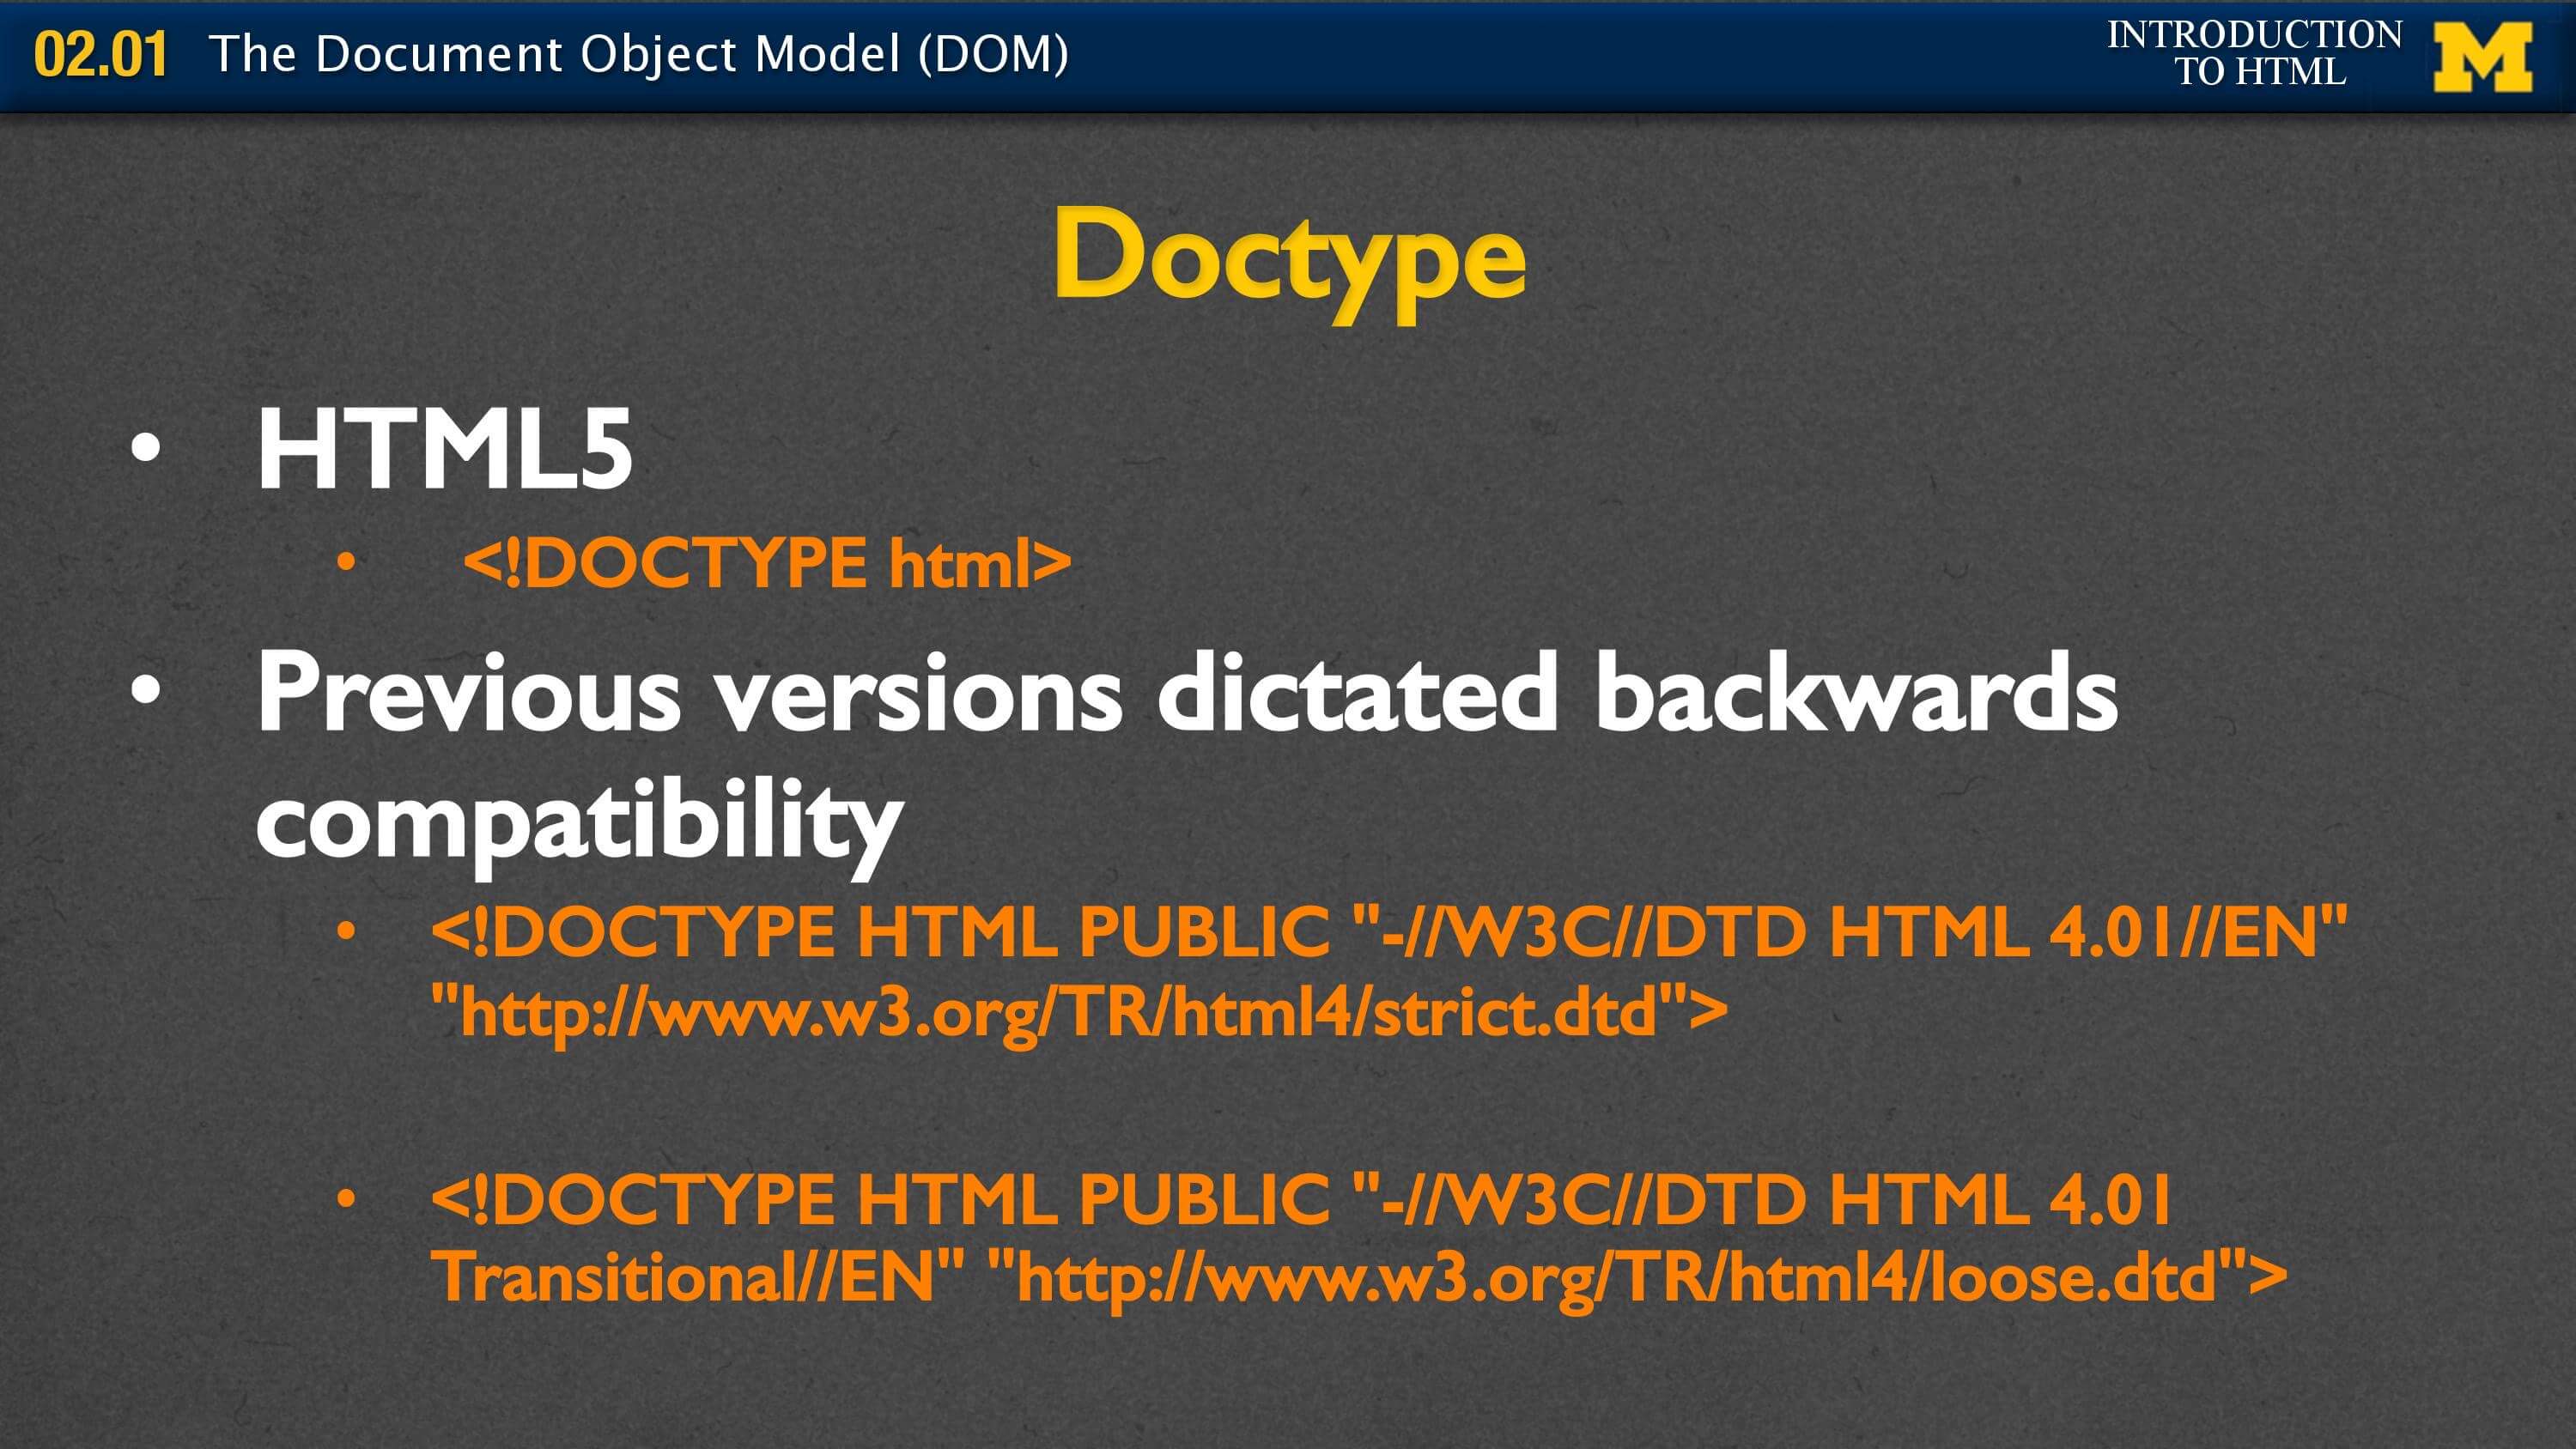 02.01 The Document Object Model (DOM)
INTRODUCTION
TO HTML
M
Doctype
• HTML5
• <!DOCTYPE html>
• Previous versions dictated backwards
compatibility
• <!DOCTYPE HTML PUBLIC "-//W3C//DTD HTML 4.01//EN"
"http://www.w3.org/TR/html4/strict.dtd">
• <!DOCTYPE HTML PUBLIC "-//W3C//DTD HTML 4.01
Transitional//EN" "http://www.w3.org/TR/html4/loose.dtd">